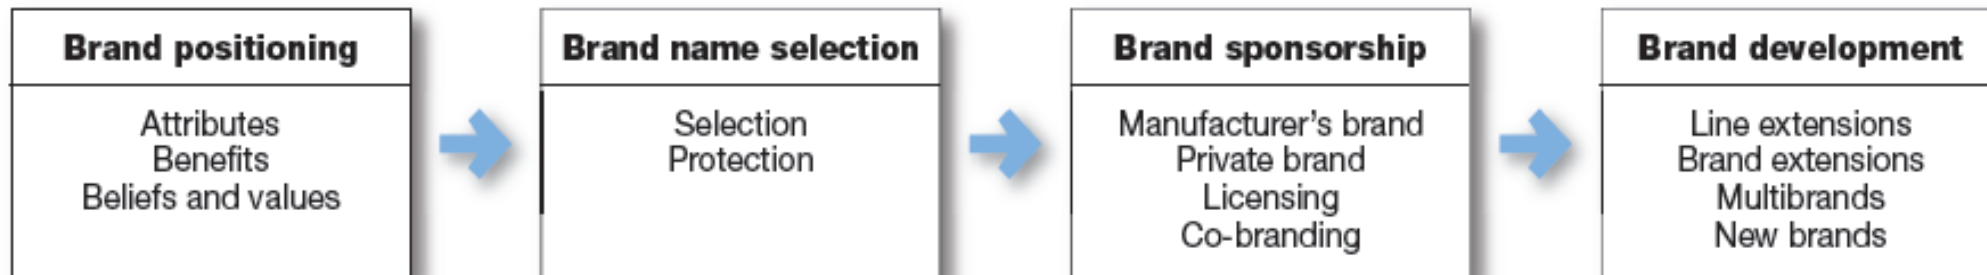 Brand positioning
Attributes
Benefits
Beliefs and values
Brand name selection
Selection
Protection
Brand sponsorship
Manufacturer's brand
Private brand
Licensing
Co-branding
Brand development
Line extensions
Brand extensions
Multibrands
New brands